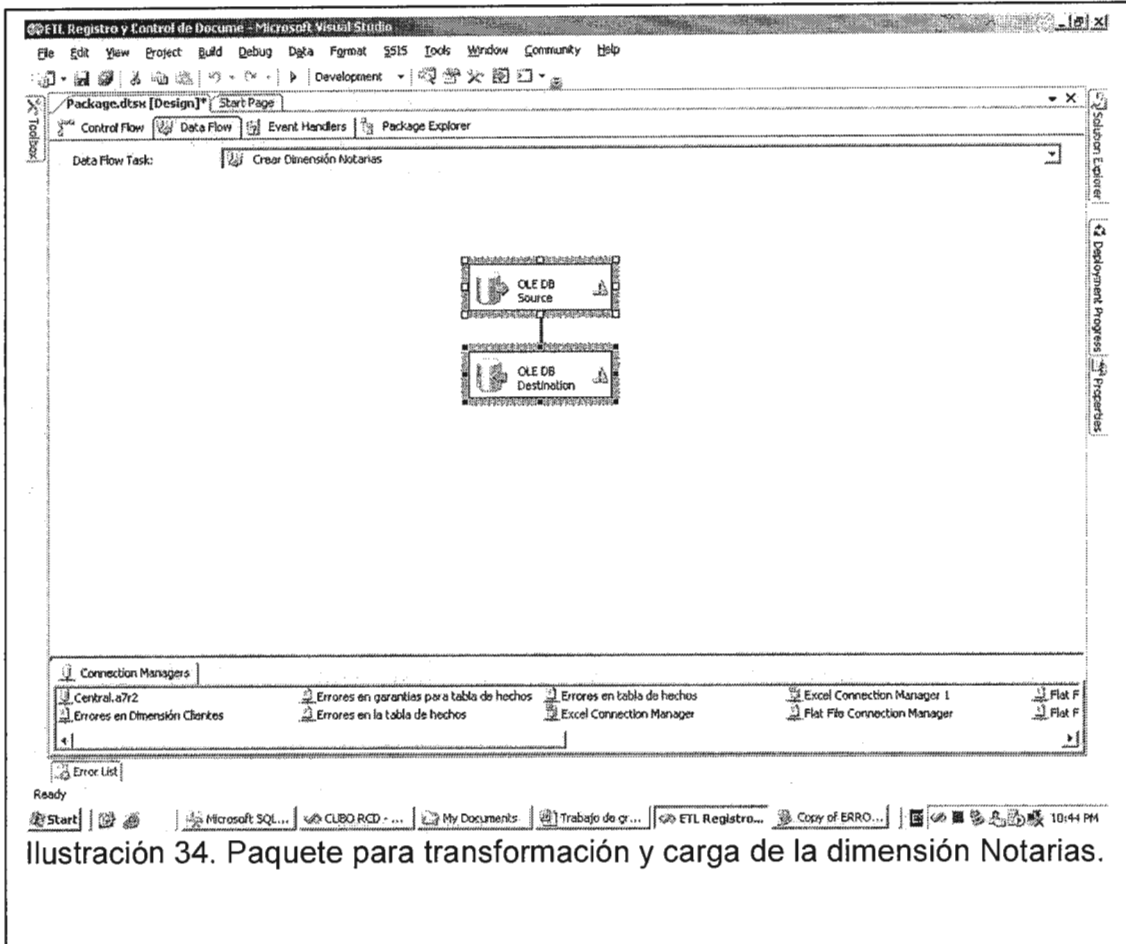 ETL Registro y Control de Docume - Microsoft Visual Studio
File Edit View Project Build Debug Data Format SSIS Tools Window Community Help
Development
Package.dtsx [Design]* Start Page
Control Flow Data Flow Event Handlers Package Explorer
Data Flow Task: Crear Dimensión Notarias
Toolbox
Solution Explorer
Deployment Progress
Properties
OLE DB
Source
OLE DB
Destination
Connection Managers
Central.a7r2 Errores en garantias para tabla de hechos Errores en tabla de hechos Excel Connection Manager 1 Flat F
Errores en Dimensión Clientes Errores en la tabla de hechos Excel Connection Manager Flat File Connection Manager Flat F
Error List
Ready
Start Microsoft SQL... CUBO RCD - ... My Documents Trabajo de gr... ETL Registro... Copy of ERRO... 10:44 PM
Ilustración 34. Paquete para transformación y carga de la dimensión Notarias.